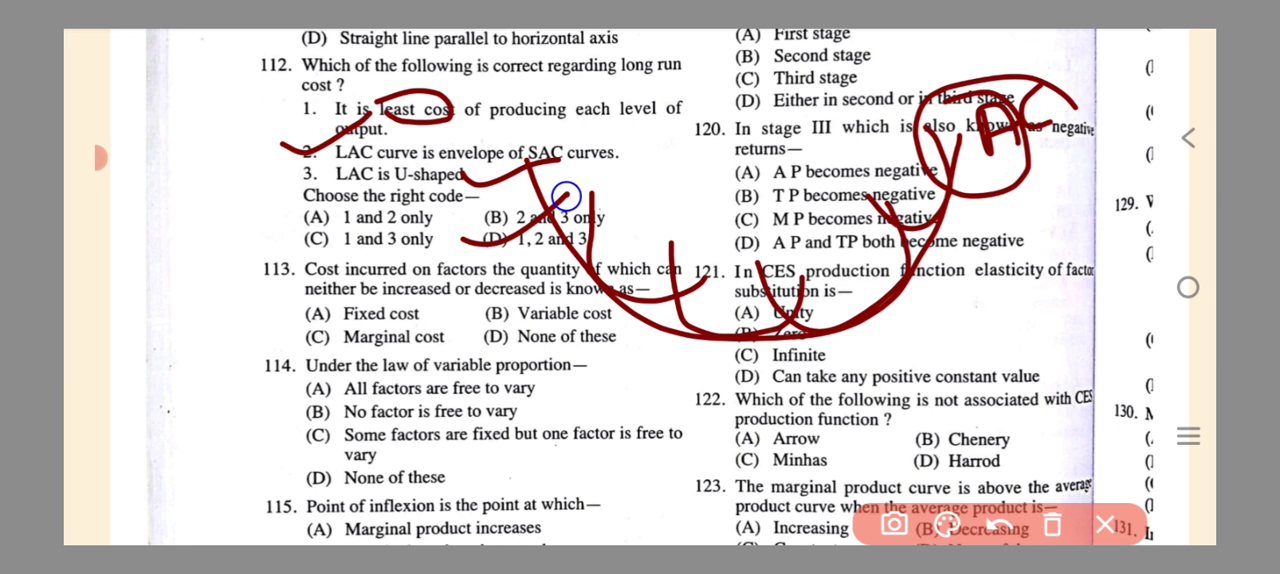 (D) Straight line parallel to horizontal axis
112. Which of the following is correct regarding long run
cost ?
1. It is least cost of producing each level of
output.
2. LAC curve is envelope of SAC curves.
3. LAC is U-shaped
Choose the right code—
(A) 1 and 2 only (B) 2 and 3 only
(C) 1 and 3 only (D) 1, 2 and 3
113. Cost incurred on factors the quantity of which can
neither be increased or decreased is known as—
(A) Fixed cost (B) Variable cost
(C) Marginal cost (D) None of these
114. Under the law of variable proportion—
(A) All factors are free to vary
(B) No factor is free to vary
(C) Some factors are fixed but one factor is free to
vary
(D) None of these
115. Point of inflexion is the point at which—
(A) Marginal product increases
(A) First stage
(B) Second stage
(C) Third stage
(D) Either in second or in third stage
120. In stage III which is also known as negative
returns—
(A) A P becomes negative
(B) T P becomes negative
(C) M P becomes negative
(D) A P and TP both become negative
121. In CES production function elasticity of factor
substitution is—
(A) Unity
(B) Zero
(C) Infinite
(D) Can take any positive constant value
122. Which of the following is not associated with CES
production function ?
(A) Arrow (B) Chenery
(C) Minhas (D) Harrod
123. The marginal product curve is above the average
product curve when the average product is—
(A) Increasing (B) Decreasing
129.
130.
131.